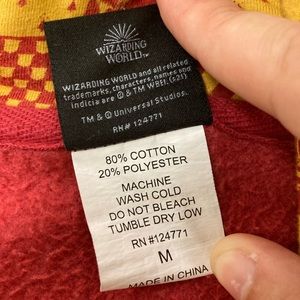 WIZARDING
WORLD™
WIZARDING WORLD and all related
trademarks, characters, names and
indicia are © & ™ WBEI. (s21)
™ & © Universal Studios.
RN# 124771
80% COTTON
20% POLYESTER
MACHINE
WASH COLD
DO NOT BLEACH
TUMBLE DRY LOW
RN #124771
M
MADE IN CHINA